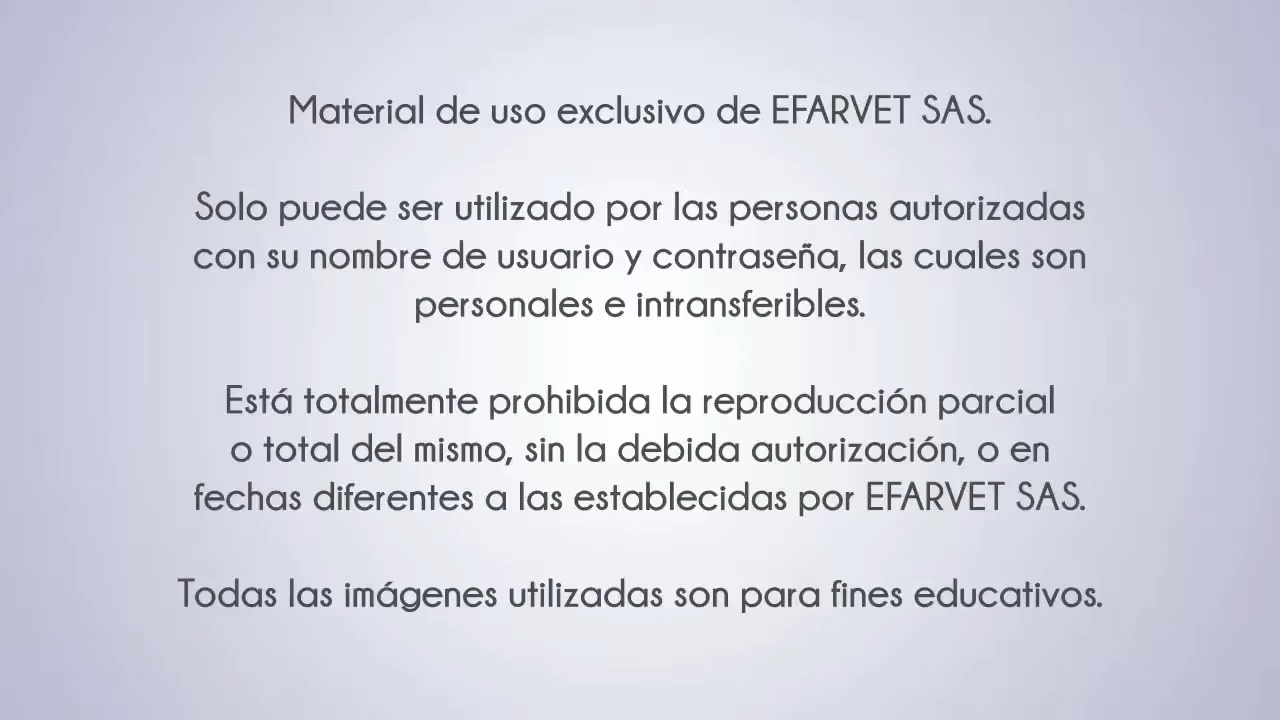 Material de uso exclusivo de EFARVET SAS.
Solo puede ser utilizado por las personas autorizadas
con su nombre de usuario y contraseña, las cuales son
personales e intransferibles.
Está totalmente prohibida la reproducción parcial
o total del mismo, sin la debida autorización, o en
fechas diferentes a las establecidas por EFARVET SAS.
Todas las imágenes utilizadas son para fines educativos.